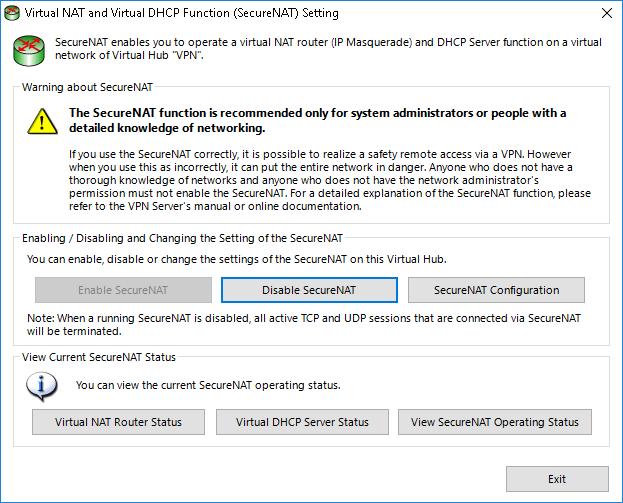 Virtual NAT and Virtual DHCP Function (SecureNAT) Setting
SecureNAT enables you to operate a virtual NAT router (IP Masquerade) and DHCP Server function on a virtual
network of Virtual Hub "VPN".
Warning about SecureNAT
The SecureNAT function is recommended only for system administrators or people with a
detailed knowledge of networking.
If you use the SecureNAT correctly, it is possible to realize a safety remote access via a VPN. However
when you use this as incorrectly, it can put the entire network in danger. Anyone who does not have a
thorough knowledge of networks and anyone who does not have the network administrator's
permission must not enable the SecureNAT. For a detailed explanation of the SecureNAT function, please
refer to the VPN Server's manual or online documentation.
Enabling / Disabling and Changing the Setting of the SecureNAT
You can enable, disable or change the settings of the SecureNAT on this Virtual Hub.
Enable SecureNAT
Disable SecureNAT
SecureNAT Configuration
Note: When a running SecureNAT is disabled, all active TCP and UDP sessions that are connected via SecureNAT
will be terminated.
View Current SecureNAT Status
You can view the current SecureNAT operating status.
Virtual NAT Router Status
Virtual DHCP Server Status
View SecureNAT Operating Status
Exit